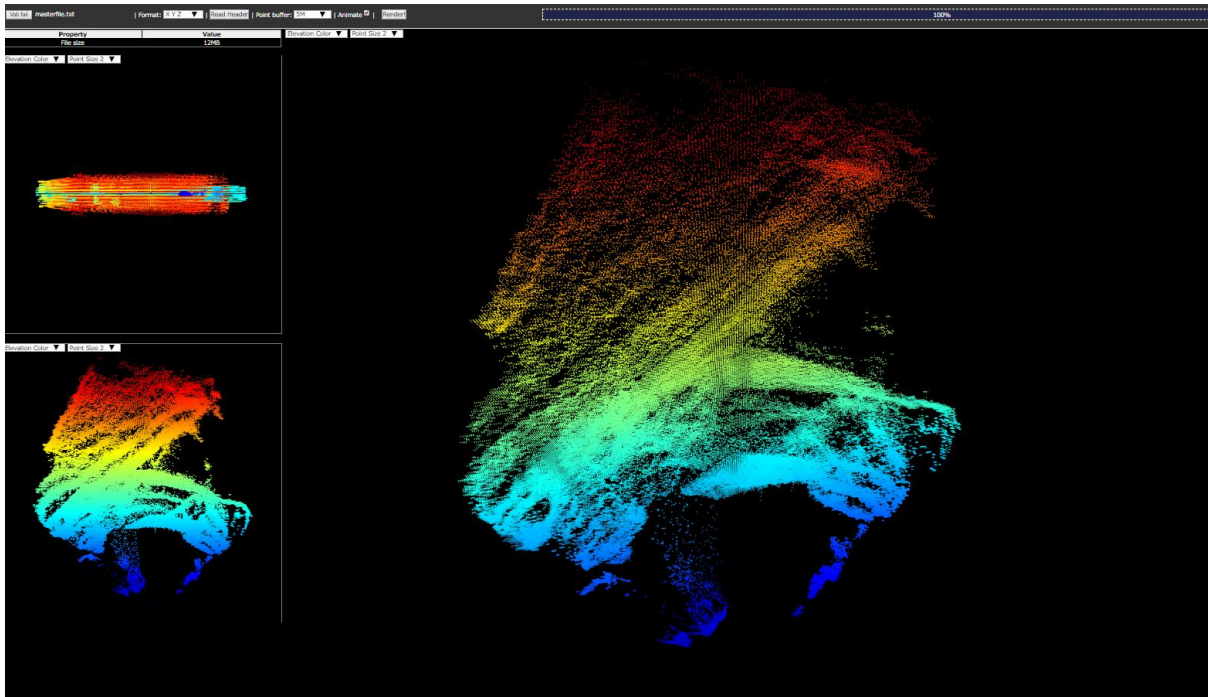 Vali fail masterfile.txt | Format: X Y Z ▼ | Read Header | Point buffer: 5M ▼ | Animate | Render! 100%
Property Value
File size 12MB
Elevation Color ▼ Point Size 2 ▼
Elevation Color ▼ Point Size 2 ▼
Elevation Color ▼ Point Size 2 ▼